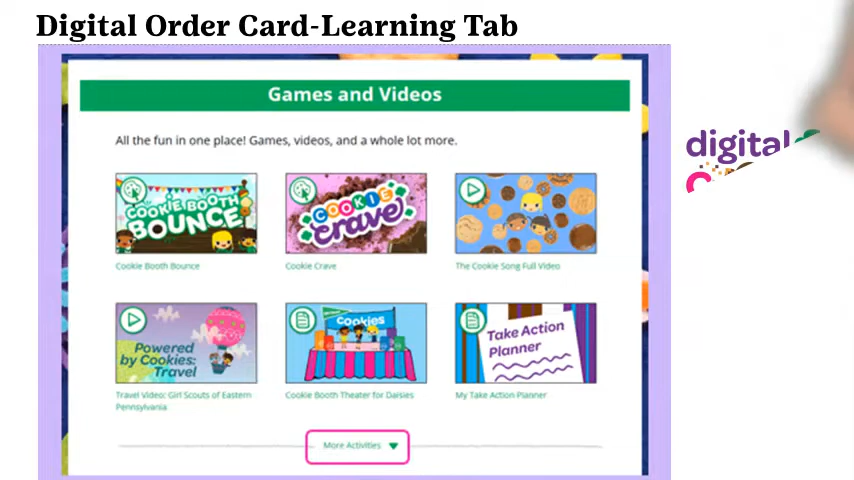 Digital Order Card-Learning Tab
Games and Videos
All the fun in one place! Games, videos, and a whole lot more.
COOKIE BOOTH
BOUNCE
COOKIE
crave
Cookie Booth Bounce
Cookie Crave
The Cookie Song Full Video
Powered
by Cookies:
Travel
Cookies
Take Action
Planner
Travel Video: Girl Scouts of Eastern
Pennsylvania
Cookie Booth Theater for Daisies
My Take Action Planner
More Activities
digital